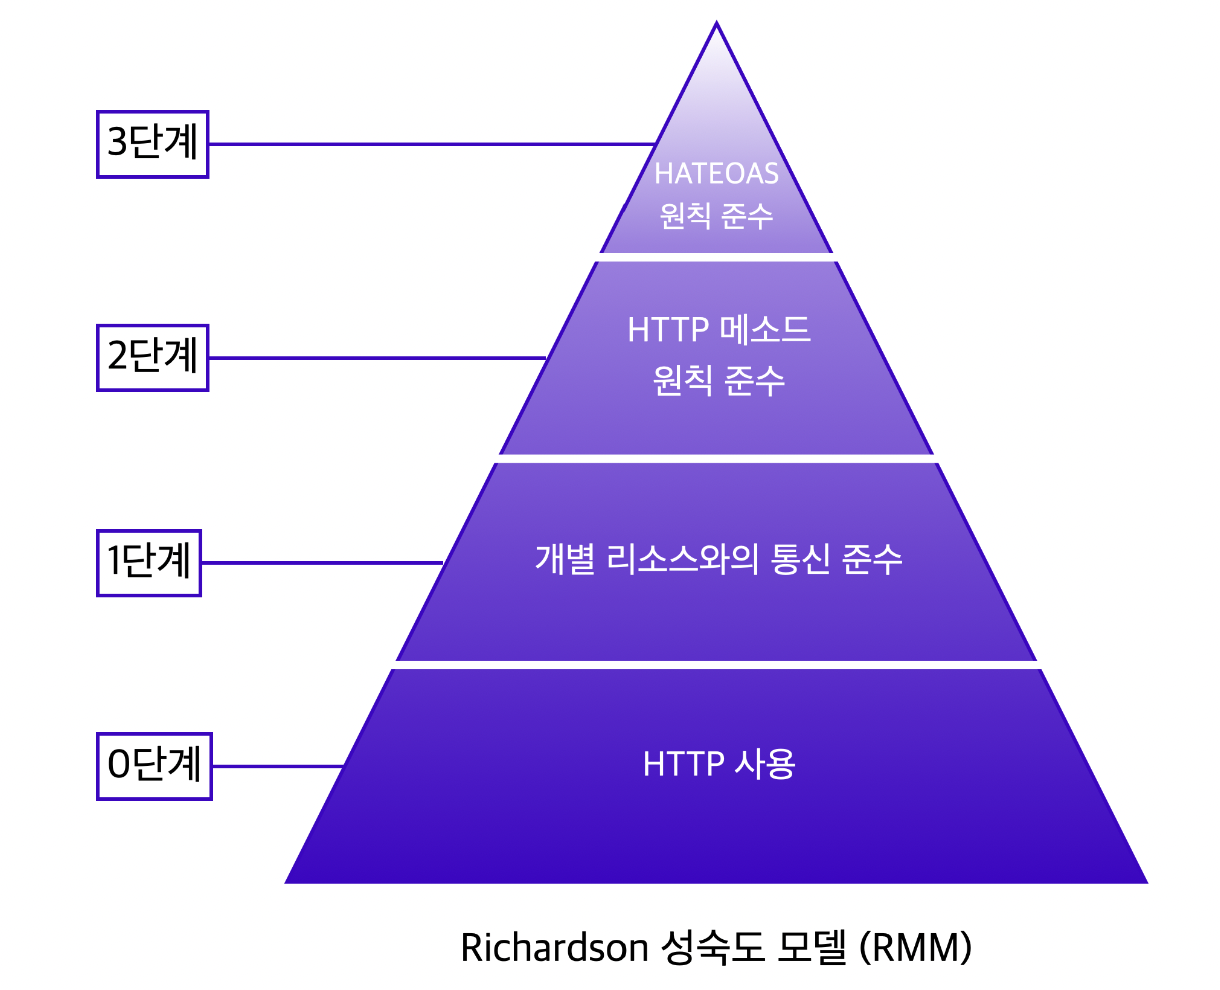 3단계
HATEOAS
원칙 준수
2단계
HTTP 메소드
원칙 준수
1단계
개별 리소스와의 통신 준수
0단계
HTTP 사용
Richardson 성숙도 모델 (RMM)